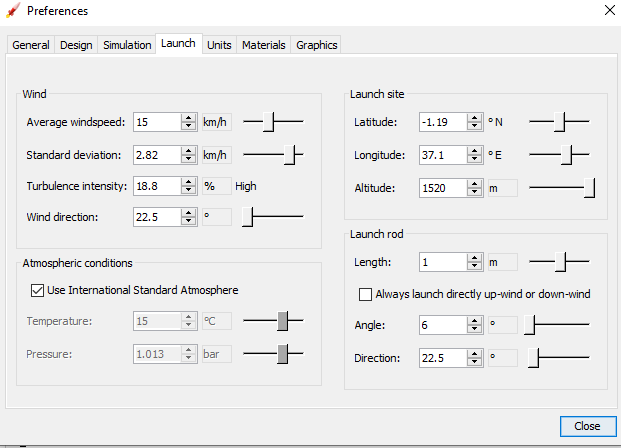 Preferences
General Design Simulation Launch Units Materials Graphics
Wind
Average windspeed: 15 km/h
Standard deviation: 2.82 km/h
Turbulence intensity: 18.8 % High
Wind direction: 22.5 °
Atmospheric conditions
Use International Standard Atmosphere
Temperature: 15 °C
Pressure: 1.013 bar
Launch site
Latitude: -1.19 ° N
Longitude: 37.1 ° E
Altitude: 1520 m
Launch rod
Length: 1 m
Always launch directly up-wind or down-wind
Angle: 6 °
Direction: 22.5 °
Close